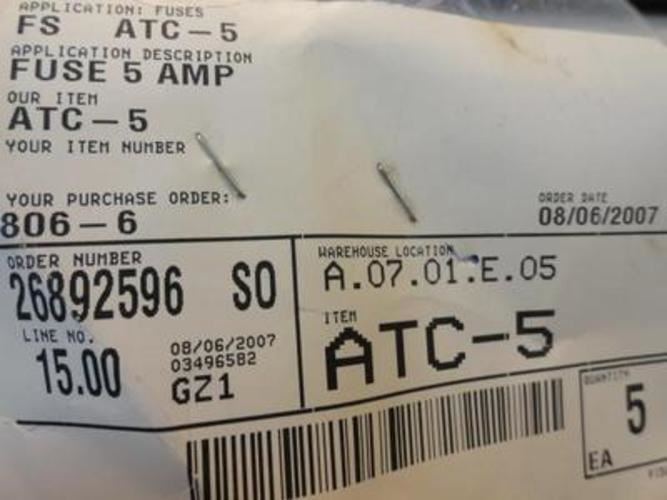 APPLICATION: FUSES
FS ATC-5
APPLICATION DESCRIPTION
FUSE 5 AMP
OUR ITEM
ATC-5
YOUR ITEM NUMBER
YOUR PURCHASE ORDER:
806-6
ORDER DATE
08/06/2007
ORDER NUMBER
26892596 SO
LINE NO.
15.00
08/06/2007
03496582
GZ1
WAREHOUSE LOCATION
A.07.01.E.05
ITEM
ATC-5
QUANTITY
5
EA